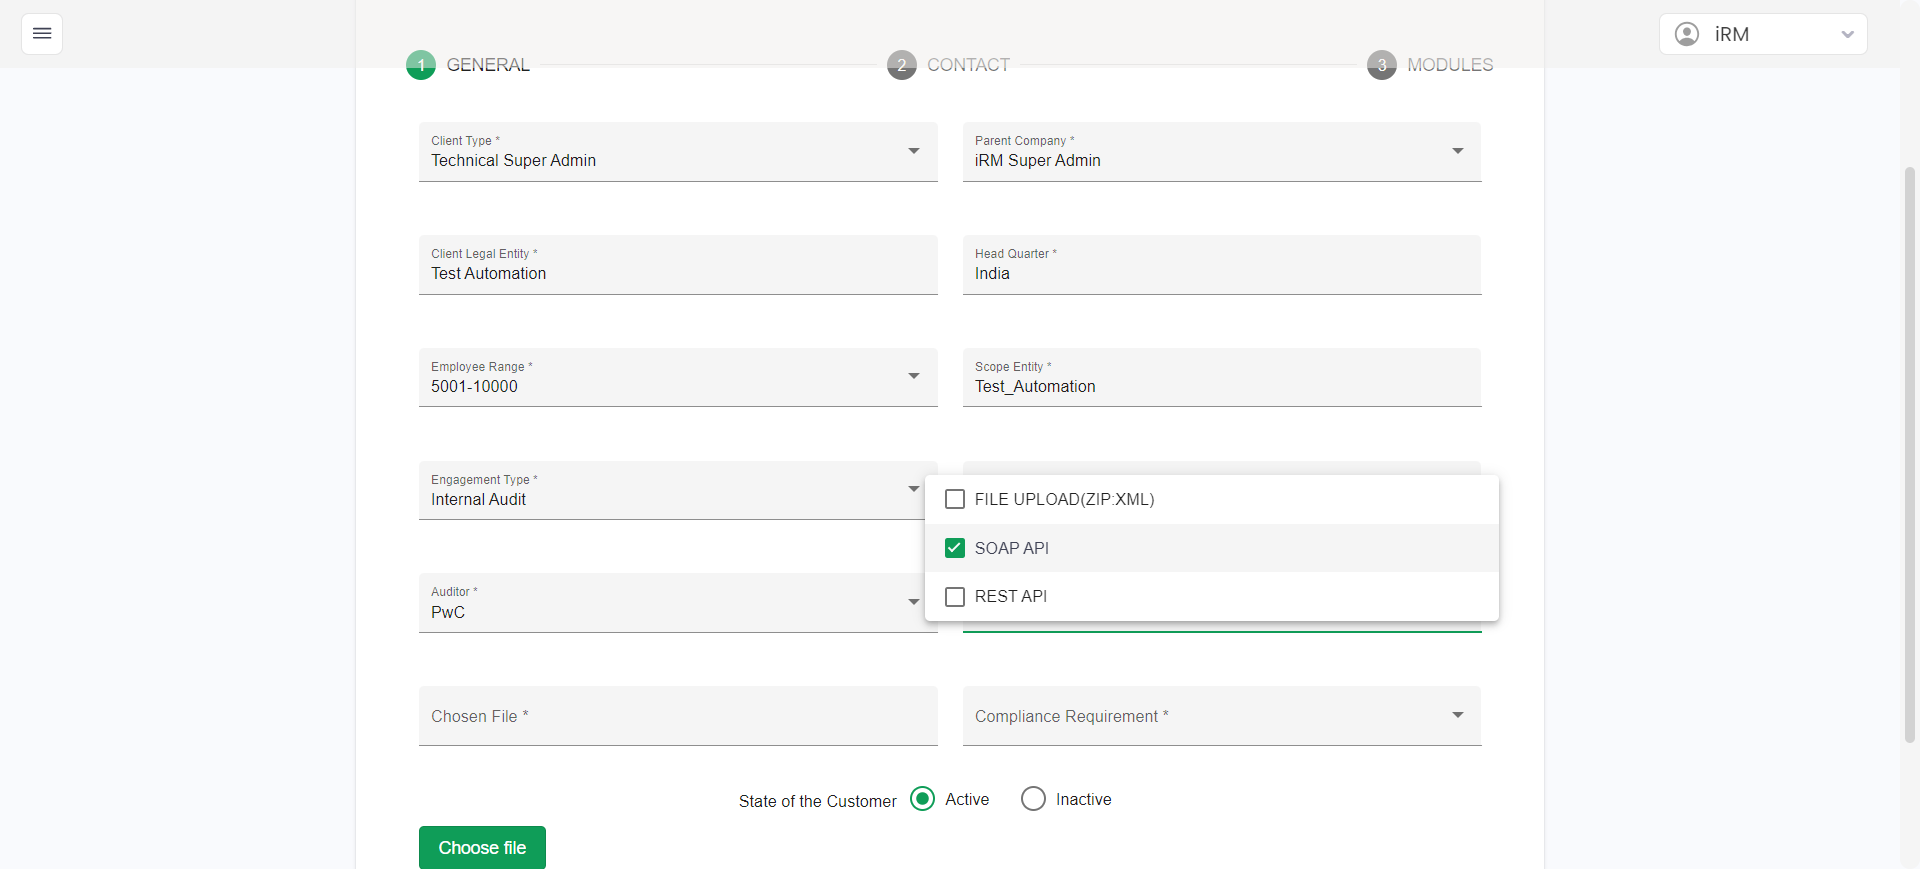 iRM
1 GENERAL
2 CONTACT
3 MODULES
Client Type *
Technical Super Admin
Parent Company *
iRM Super Admin
Client Legal Entity *
Test Automation
Head Quarter *
India
Employee Range *
5001-10000
Scope Entity *
Test_Automation
Engagement Type *
Internal Audit
FILE UPLOAD(ZIP:XML)
SOAP API
REST API
Auditor *
PwC
Chosen File *
Compliance Requirement *
State of the Customer Active Inactive
Choose file